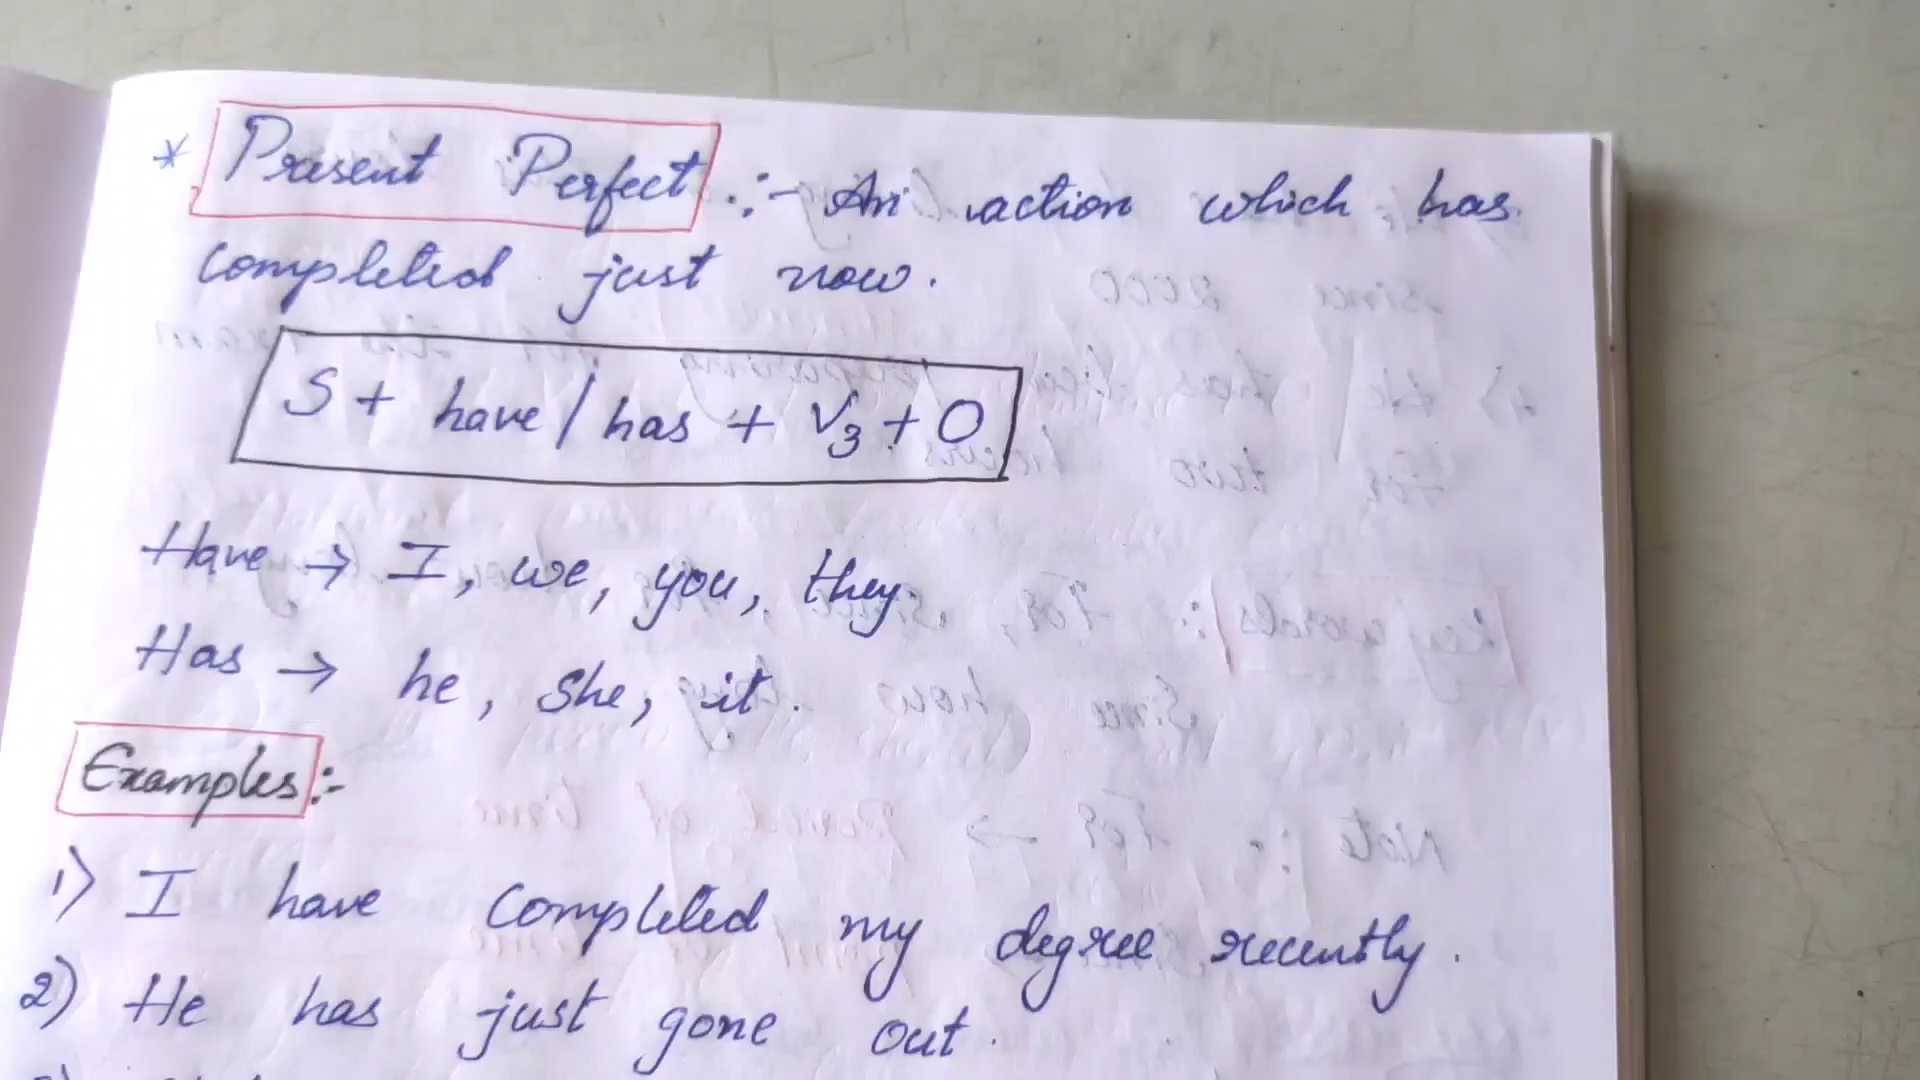 * Present Perfect :- An action which has
completed just now.
S + have / has + V₃ + O
Have → I, we, you, they
Has → he, she, it.
Examples :-
1) I have completed my degree recently.
2) He has just gone out.